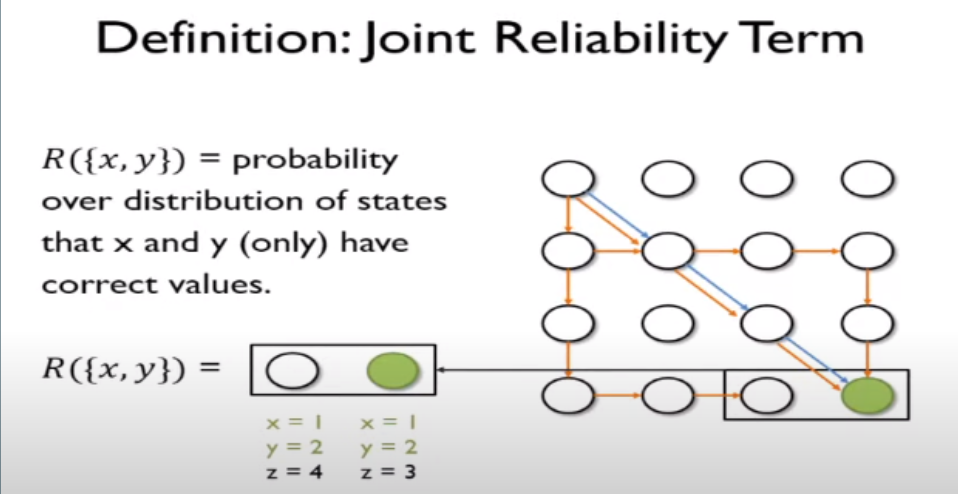 Definition: Joint Reliability Term
R({x, y}) = probability
over distribution of states
that x and y (only) have
correct values.
R({x, y}) =
x = 1 x = 1
y = 2 y = 2
z = 4 z = 3